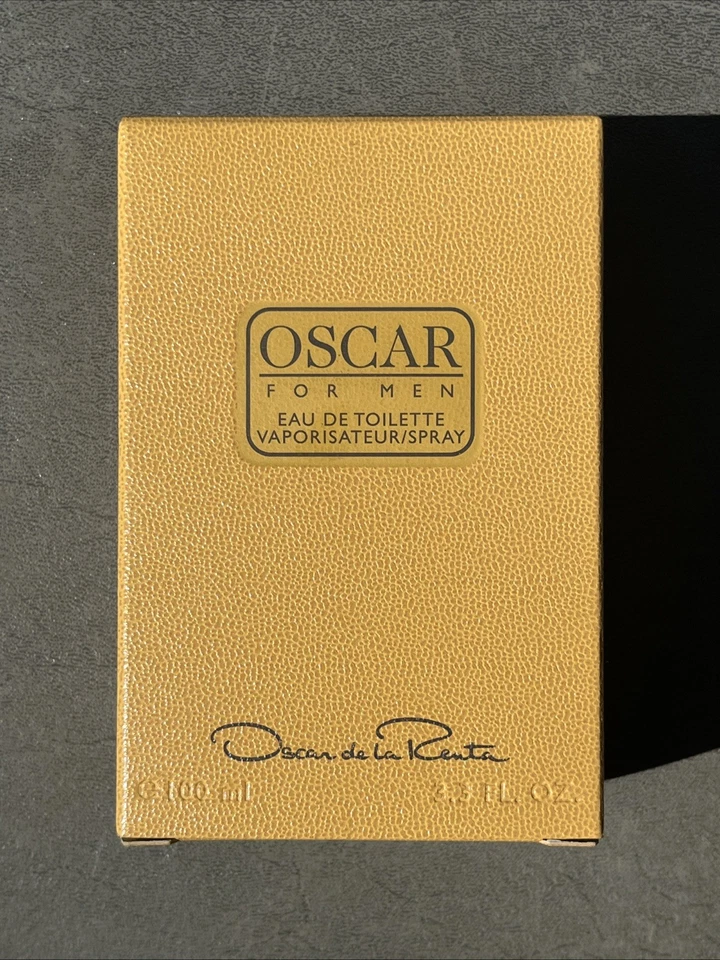 OSCAR
FOR MEN
EAU DE TOILETTE
VAPORISATEUR/SPRAY
Oscar de la Renta
℮ 100 ml 3.3 FL. OZ.